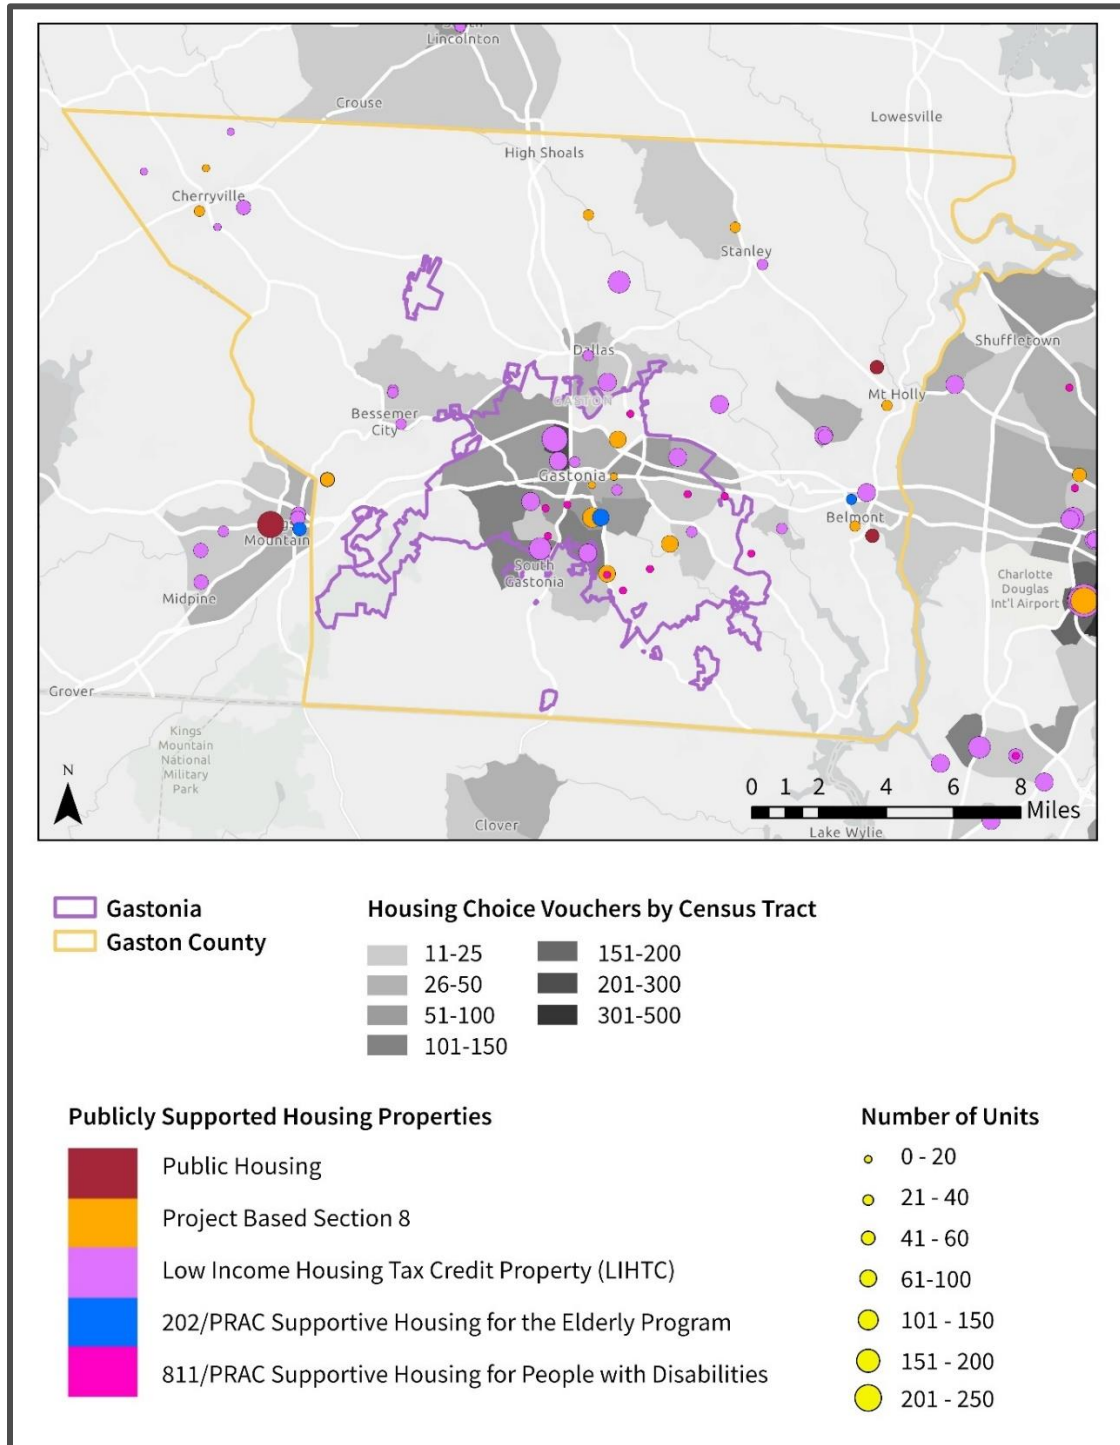 Lincolnton
Crouse
Lowesville
High Shoals
Cherryville
Stanley
Shuffletown
Dallas
GASTON
Mt Holly
Bessemer
City
Gastonia
Belmont
Mountain
South
Gastonia
Charlotte
Douglas
Int'l Airport
Midpine
Grover
Kings
Mountain
National
Military
Park
N
0 1 2 4 6 8
Miles
Clover
Lake Wylie
Gastonia
Gaston County
Housing Choice Vouchers by Census Tract
11-25
26-50
51-100
101-150
151-200
201-300
301-500
Publicly Supported Housing Properties
Public Housing
Project Based Section 8
Low Income Housing Tax Credit Property (LIHTC)
202/PRAC Supportive Housing for the Elderly Program
811/PRAC Supportive Housing for People with Disabilities
Number of Units
0 - 20
21 - 40
41 - 60
61-100
101 - 150
151 - 200
201 - 250